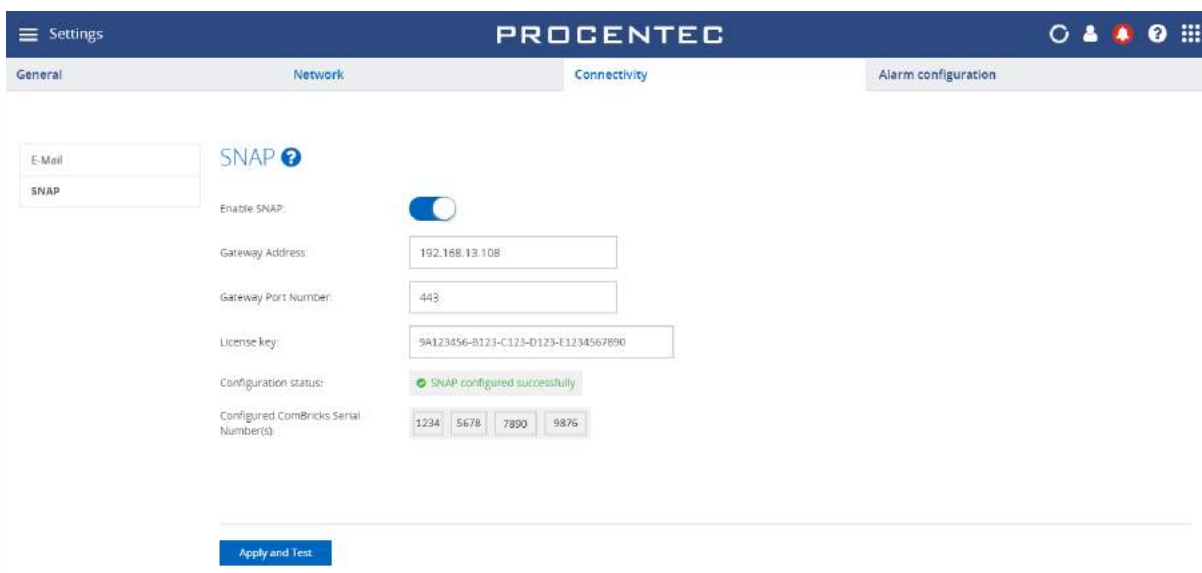 Settings
PROCENTEC
General
Network
Connectivity
Alarm configuration
E-Mail
SNAP
SNAP ?
Enable SNAP:
Gateway Address:
192.168.13.108
Gateway Port Number:
443
License key:
9A123456-B123-C123-D123-E1234567890
Configuration status:
SNAP configured successfully
Configured ComBricks Serial
Number(s):
1234 5678 7890 9876
Apply and Test